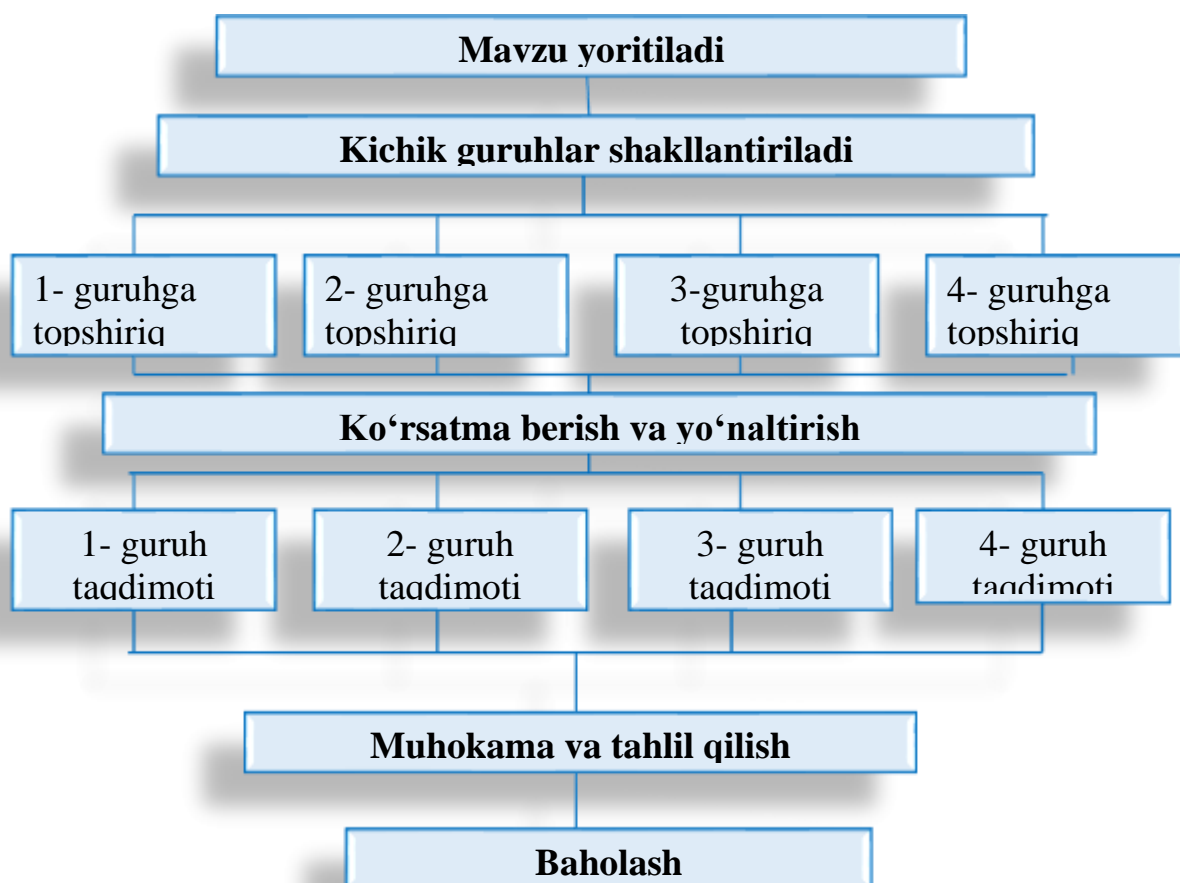 Mavzu yoritiladi
Kichik guruhlar shakllantiriladi
1- guruhga
topshiriq
2- guruhga
topshiriq
3-guruhga
topshiriq
4- guruhga
topshiriq
Ko‘rsatma berish va yo‘naltirish
1- guruh
taqdimoti
2- guruh
taqdimoti
3- guruh
taqdimoti
4- guruh
taqdimoti
Muhokama va tahlil qilish
Baholash